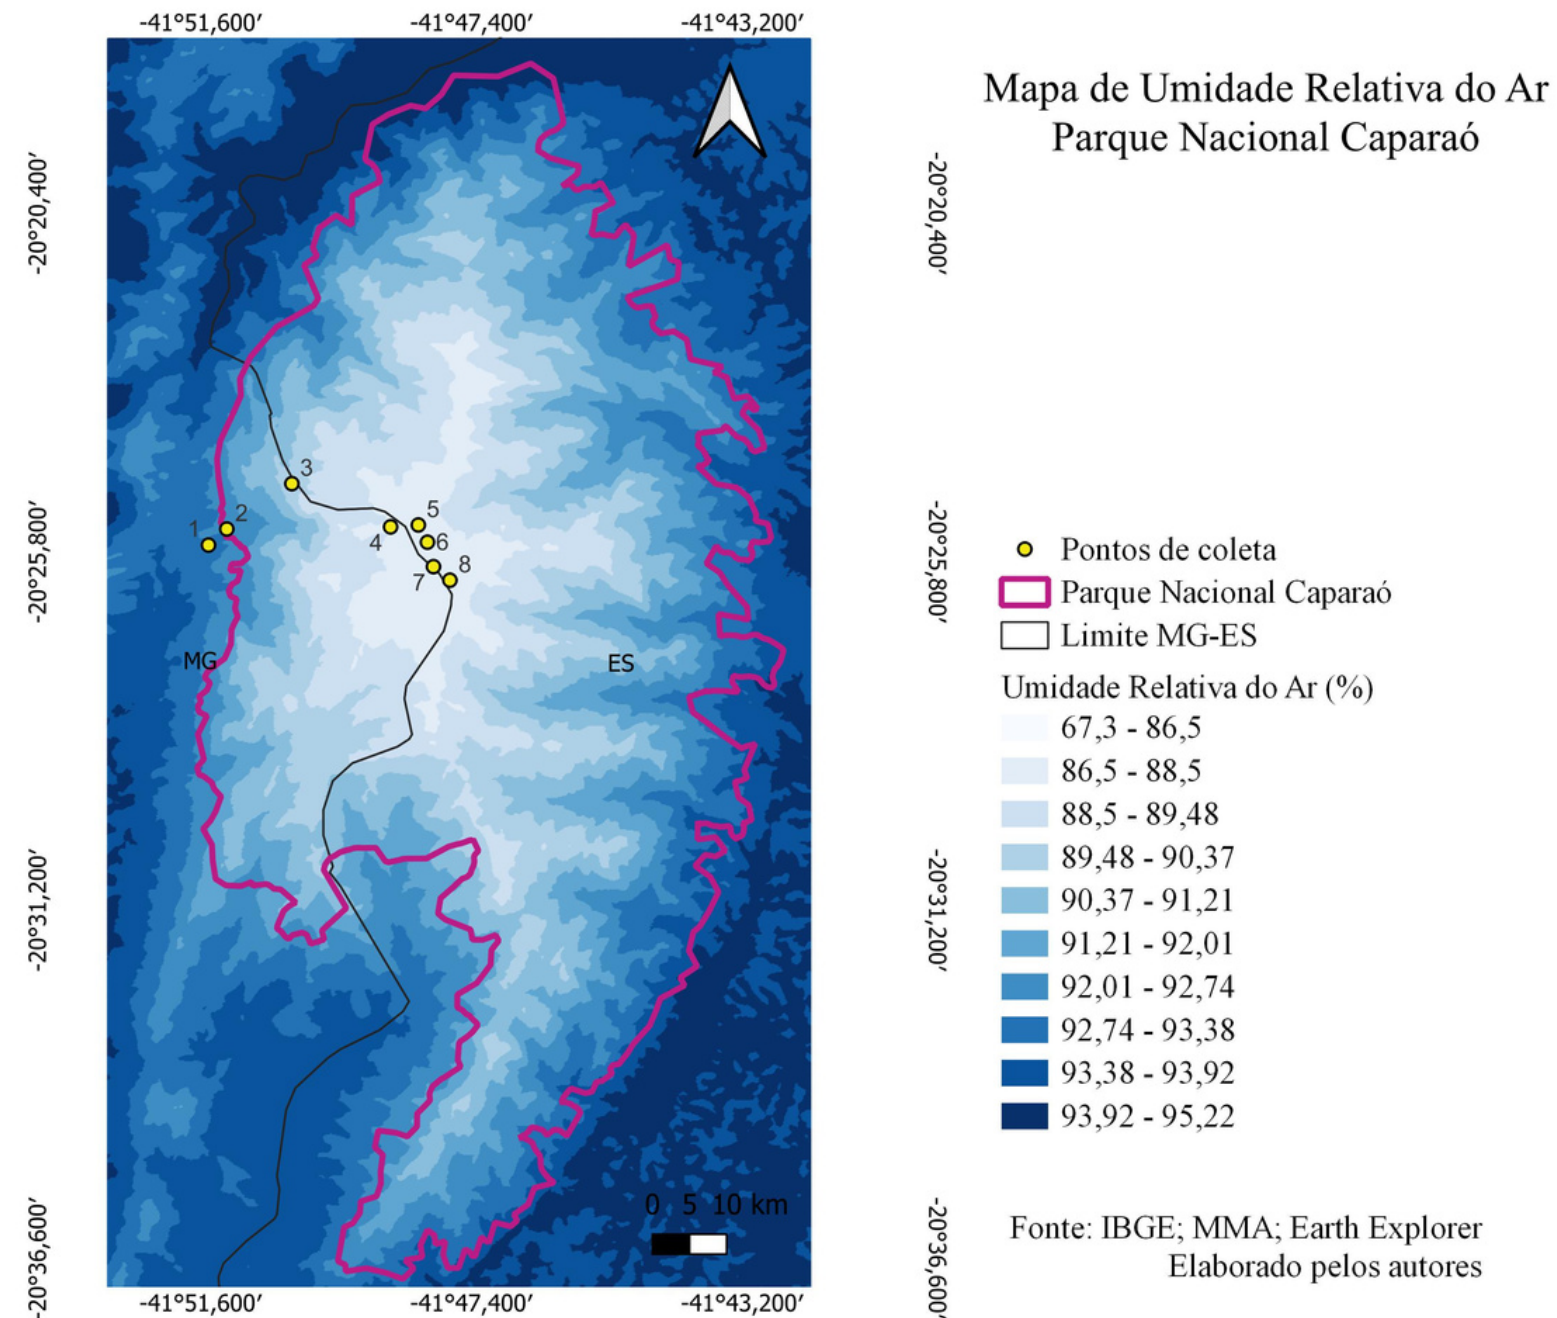 -41°51,600′ -41°47,400′ -41°43,200′
Mapa de Umidade Relativa do Ar
Parque Nacional Caparaó
-20°20,400′ -20°20,400′
3
5
1 2
4 6
7 8
-20°25,800′ -20°25,800′
MG ES
Pontos de coleta
Parque Nacional Caparaó
Limite MG-ES
Umidade Relativa do Ar (%)
67,3 - 86,5
86,5 - 88,5
88,5 - 89,48
89,48 - 90,37
90,37 - 91,21
91,21 - 92,01
92,01 - 92,74
92,74 - 93,38
93,38 - 93,92
93,92 - 95,22
-20°31,200′ -20°31,200′
0 5 10 km
-20°36,600′ -20°36,600′
Fonte: IBGE; MMA; Earth Explorer
Elaborado pelos autores
-41°51,600′ -41°47,400′ -41°43,200′